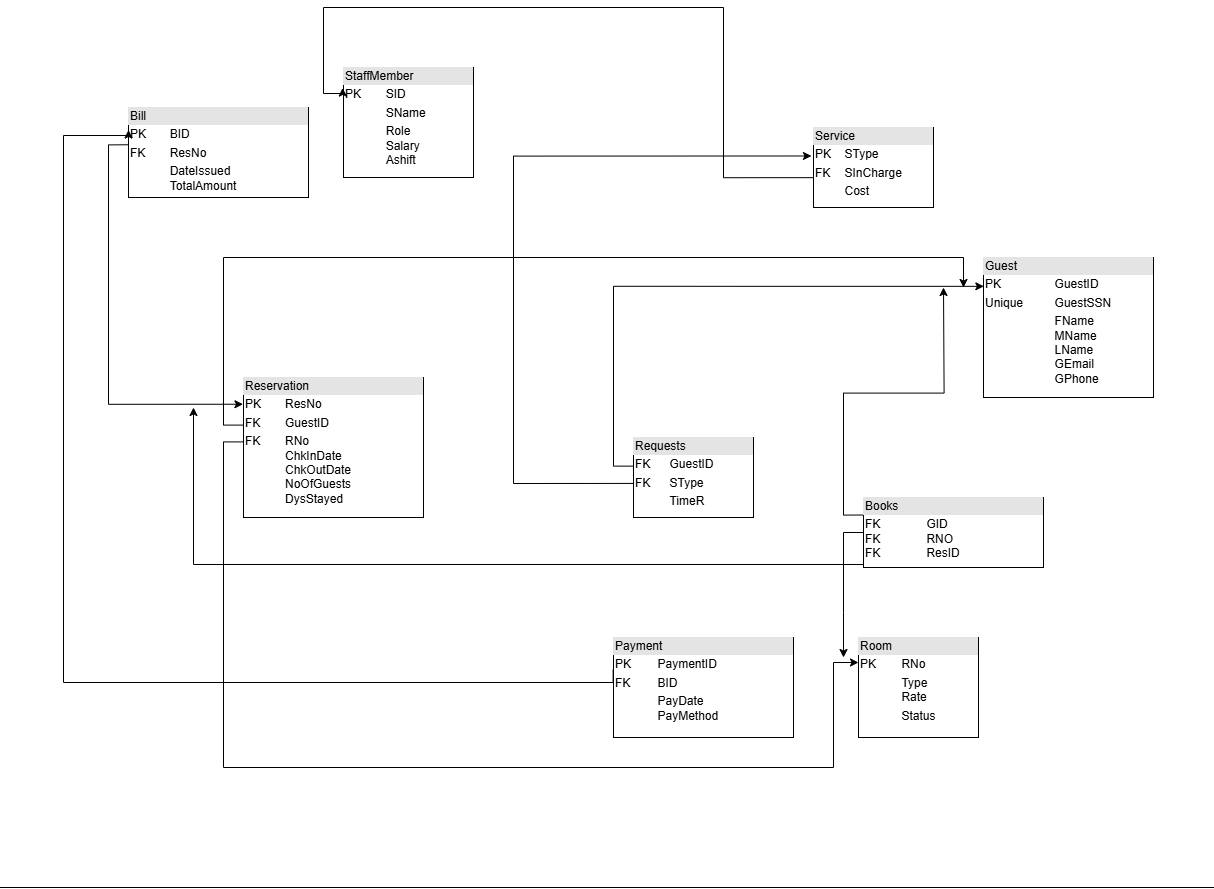 StaffMember
PK SID
SName
Role
Salary
Ashift
Bill
PK BID
FK ResNo
DateIssued
TotalAmount
Service
PK SType
FK SInCharge
Cost
Guest
PK GuestID
Unique GuestSSN
FName
MName
LName
GEmail
GPhone
Reservation
PK ResNo
FK GuestID
FK RNo
ChkInDate
ChkOutDate
NoOfGuests
DysStayed
Requests
FK GuestID
FK SType
TimeR
Books
FK GID
FK RNO
FK ResID
Payment
PK PaymentID
FK BID
PayDate
PayMethod
Room
PK RNo
Type
Rate
Status